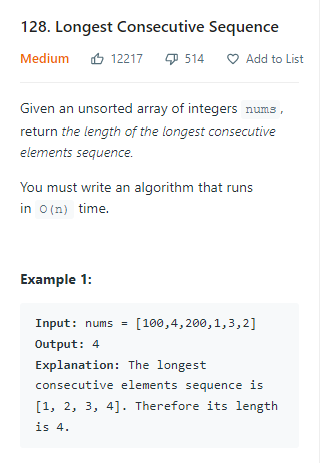 128. Longest Consecutive Sequence
Medium 12217 514 Add to List
Given an unsorted array of integers nums ,
return the length of the longest consecutive
elements sequence.
You must write an algorithm that runs
in O(n) time.
Example 1:
Input: nums = [100,4,200,1,3,2]
Output: 4
Explanation: The longest
consecutive elements sequence is
[1, 2, 3, 4]. Therefore its length
is 4.